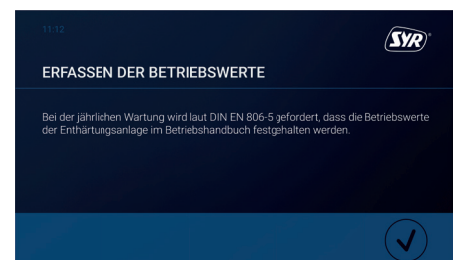 11:12
SYR®
ERFASSEN DER BETRIEBSWERTE
Bei der jährlichen Wartung wird laut DIN EN 806-5 gefordert, dass die Betriebswerte
der Enthärtungsanlage im Betriebshandbuch festgehalten werden.